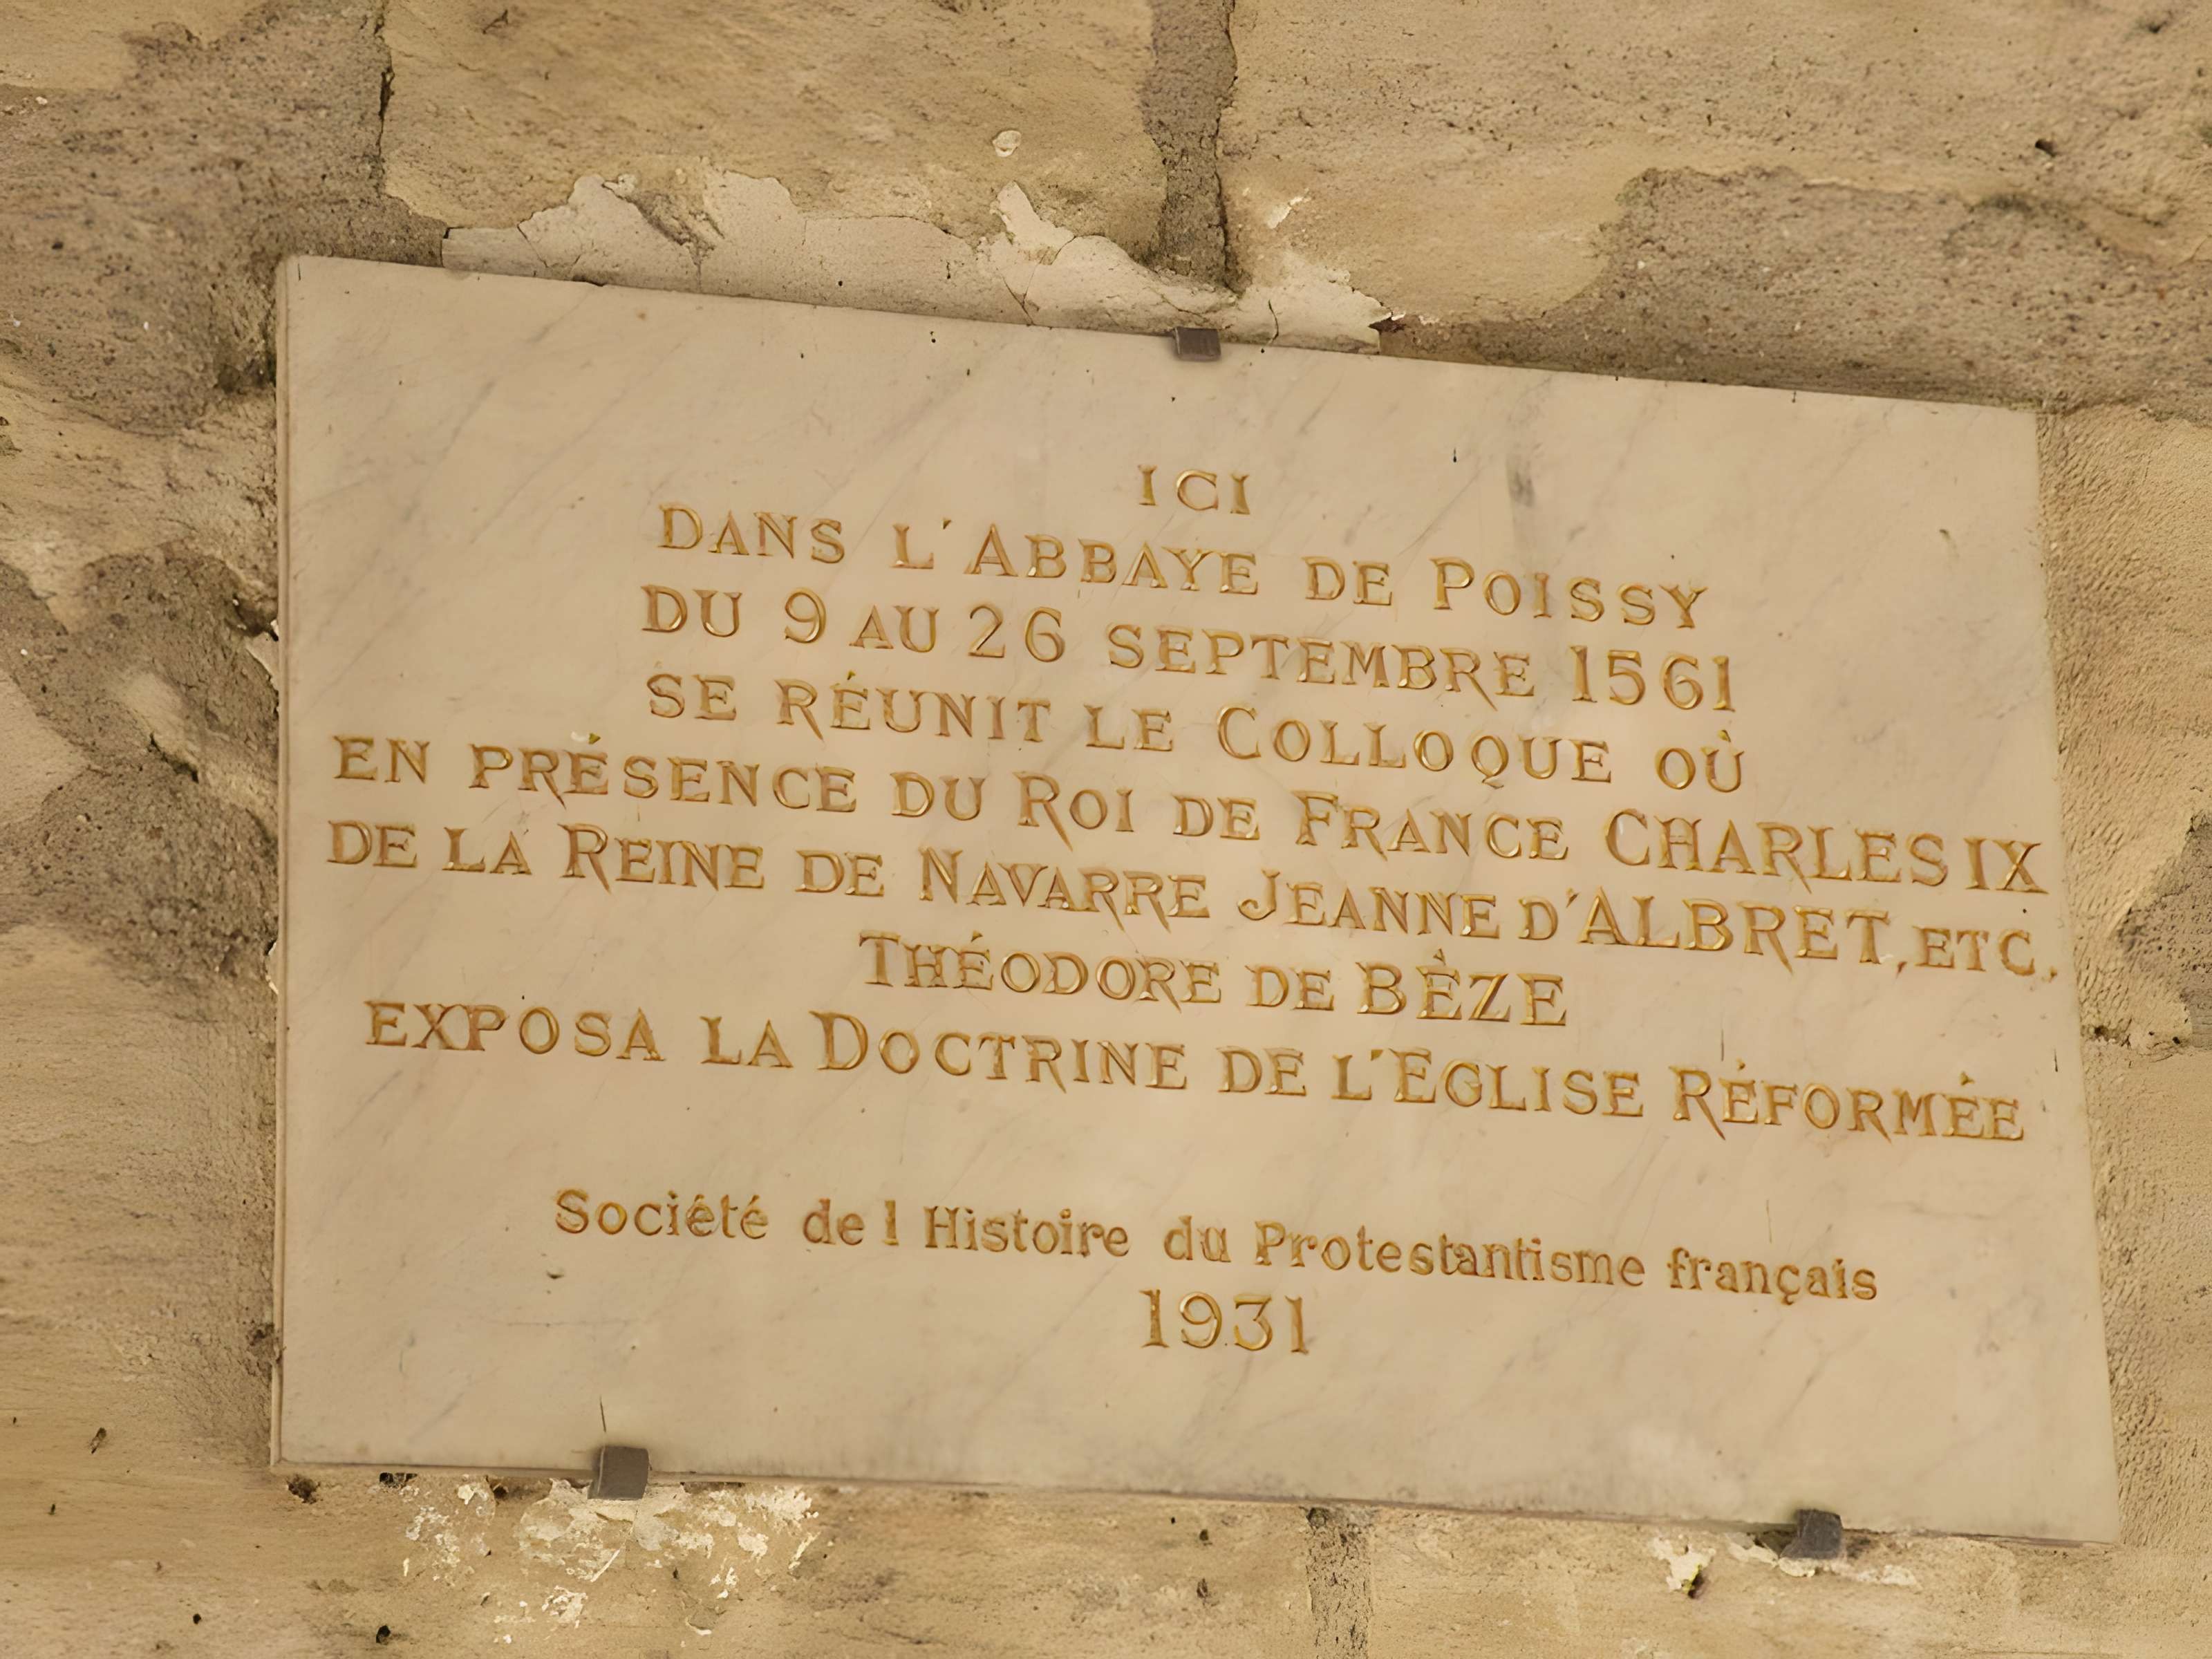 ICI
DANS L'ABBAYE DE POISSY
DU 9 AU 26 SEPTEMBRE 1561
SE RÉUNIT LE COLLOQUE OÙ
EN PRÉSENCE DU ROI DE FRANCE CHARLES IX
DE LA REINE DE NAVARRE JEANNE D'ALBRET, ETC.
THÉODORE DE BÈZE
EXPOSA LA DOCTRINE DE L'EGLISE RÉFORMÉE
Société de l Histoire du Protestantisme français
1931